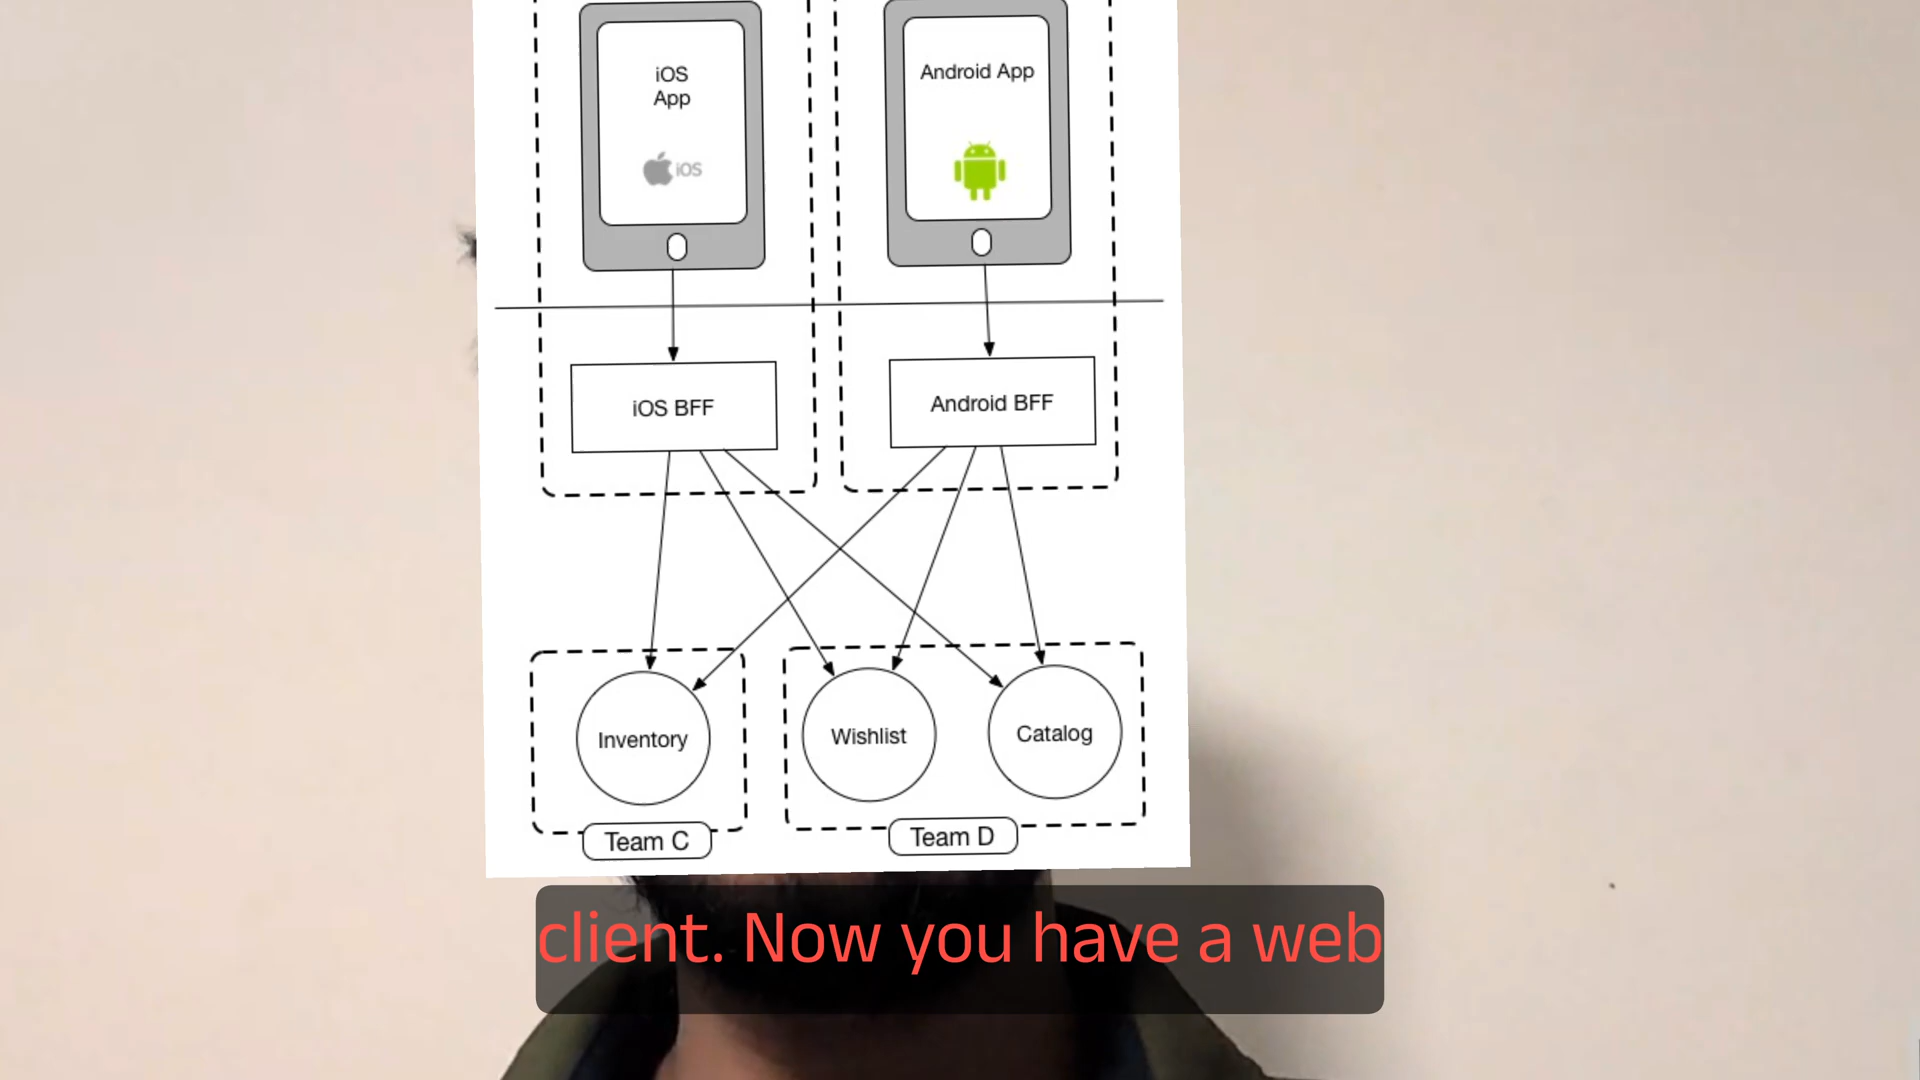 iOS
App
iOS
Android App
iOS BFF
Android BFF
Inventory
Wishlist
Catalog
Team C
Team D
client. Now you have a web